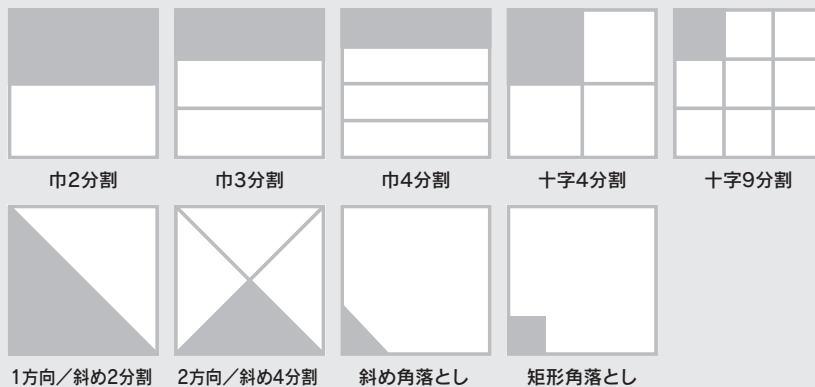 巾2分割
巾3分割
巾4分割
十字4分割
十字9分割
1方向／斜め2分割
2方向／斜め4分割
斜め角落とし
矩形角落とし